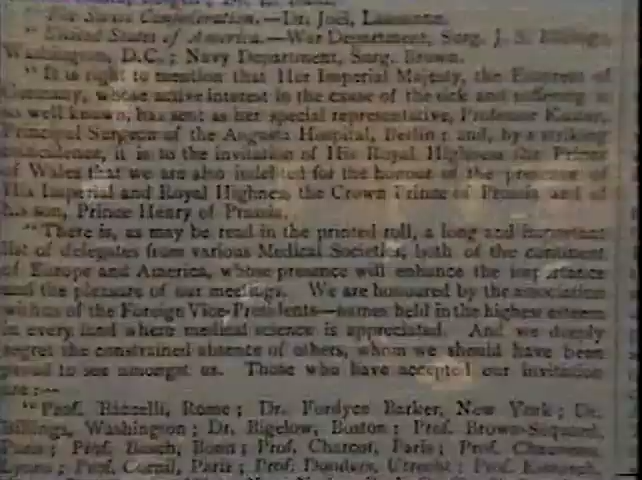 "For Swiss Confederation.—Dr. Joël, Lausanne.
"United States of America.—War Department, Surg. J. S. Billings,
Washington, D.C.; Navy Department, Surg. Brown.
"It is right to mention that Her Imperial Majesty, the Empress of
Germany, whose active interest in the cause of the sick and suffering is
so well known, has sent as her special representative, Professor Küster,
Principal Surgeon of the Augusta Hospital, Berlin; and, by a striking
coincidence, it is to the invitation of His Royal Highness the Prince
of Wales that we are also indebted for the honour of the presence of
His Imperial and Royal Highness the Crown Prince of Prussia and of
his son, Prince Henry of Prussia.
"There is, as may be read in the printed roll, a long and important
list of delegates from various Medical Societies, both of the continent
of Europe and America, whose presence will enhance the importance
and the pleasure of our meetings. We are honoured by the association
with us of the Foreign Vice-Presidents—names held in the highest esteem
in every land where medical science is appreciated. And we deeply
regret the constrained absence of others, whom we should have been
proud to see amongst us. Those who have accepted our invitation
are:—
"Prof. Bizzelli, Rome; Dr. Fordyce Barker, New York; Dr.
Billings, Washington; Dr. Bigelow, Boston; Prof. Brown-Séquard,
Paris; Prof. Busch, Bonn; Prof. Charcot, Paris; Prof. Chauveau,
Lyons; Prof. Cornil, Paris; Prof. Donders, Utrecht; Prof. Esmarch,